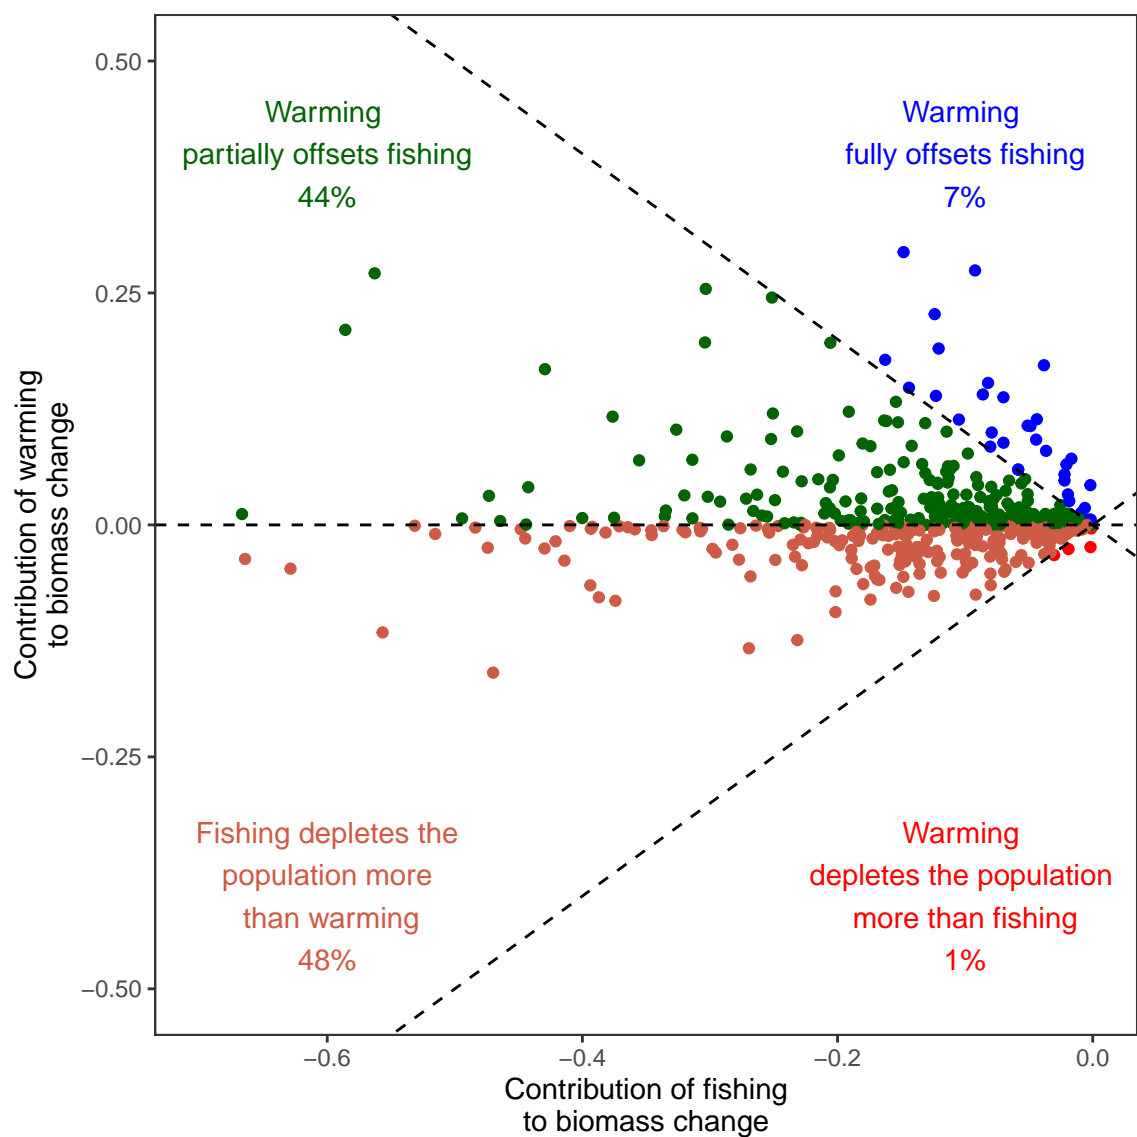 0.50
Warming
partially offsets fishing
44%
Warming
fully offsets fishing
7%
0.25
0.00
−0.25
−0.50
Contribution of warming
to biomass change
Fishing depletes the
population more
than warming
48%
Warming
depletes the population
more than fishing
1%
−0.6
−0.4
−0.2
0.0
Contribution of fishing
to biomass change